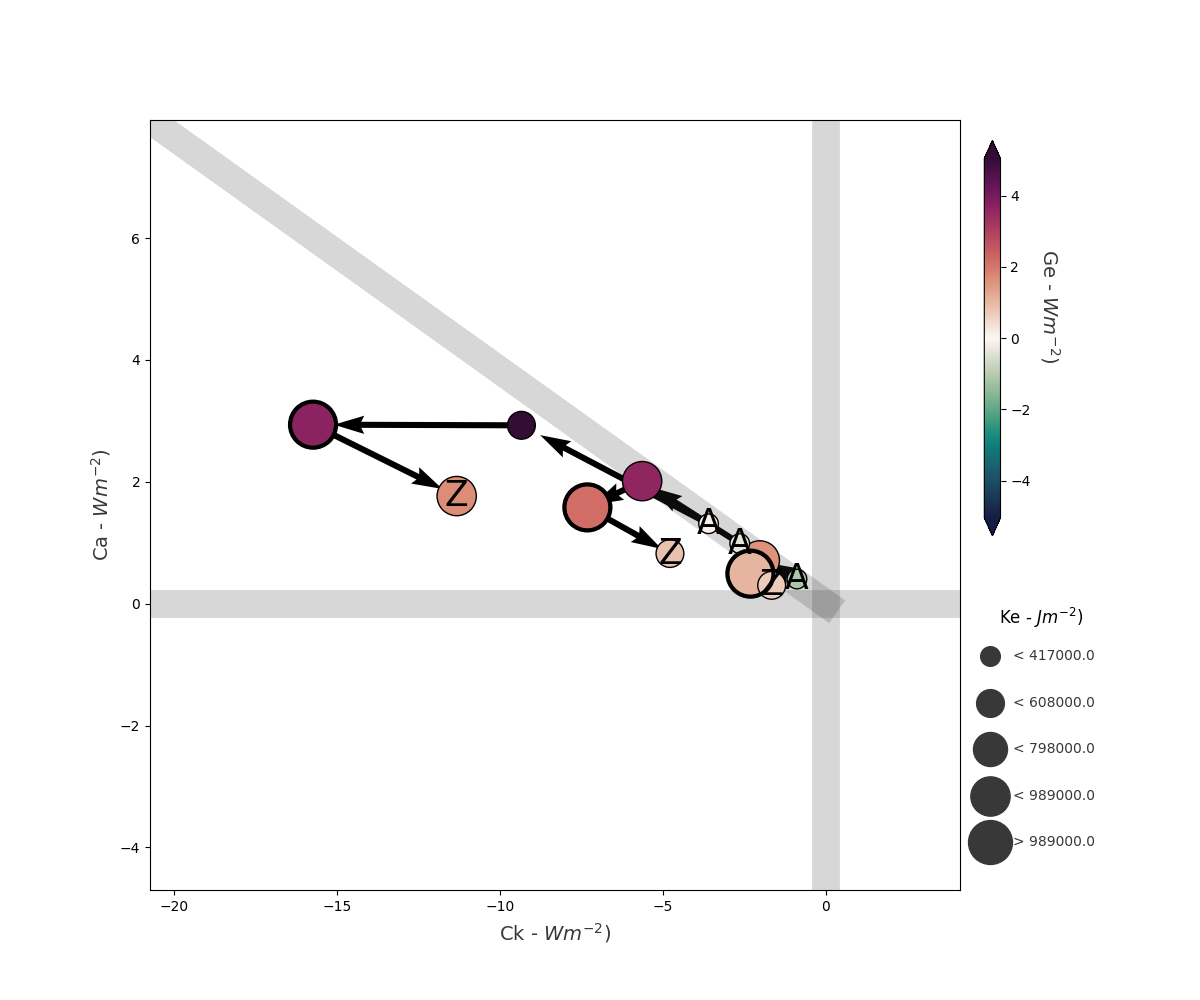 6
4
2
0
−2
−4
−20
−15
−10
−5
0
Ca - Wm⁻²)
Ck - Wm⁻²)
A
A
A
Z
Z
Z
4
2
0
−2
−4
Ge - Wm⁻²)
Ke - Jm⁻²)
< 417000.0
< 608000.0
< 798000.0
< 989000.0
> 989000.0